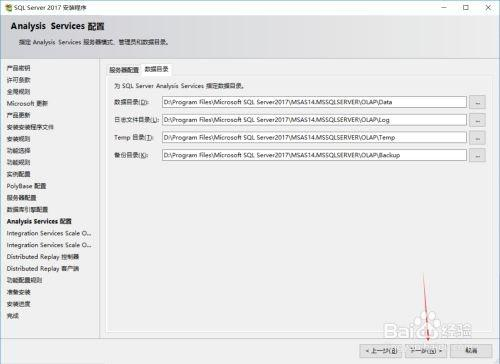 SQL Server 2017 安装程序
Analysis Services 配置
指定 Analysis Services 服务器模式、管理员和数据目录。
产品密钥
许可条款
全局规则
Microsoft 更新
产品更新
安装安装程序文件
安装规则
功能选择
功能规则
实例配置
PolyBase 配置
服务器配置
数据库引擎配置
Analysis Services 配置
Integration Services Scale O...
Integration Services Scale O...
Distributed Replay 控制器
Distributed Replay 客户端
功能配置规则
准备安装
安装进度
完成
服务器配置 数据目录
为 SQL Server Analysis Services 指定数据目录。
数据目录(D): D:\Program Files\Microsoft SQL Server2017\MSAS14.MSSQLSERVER\OLAP\Data ...
日志文件目录(L): D:\Program Files\Microsoft SQL Server2017\MSAS14.MSSQLSERVER\OLAP\Log ...
Temp 目录(T): D:\Program Files\Microsoft SQL Server2017\MSAS14.MSSQLSERVER\OLAP\Temp ...
备份目录(K): D:\Program Files\Microsoft SQL Server2017\MSAS14.MSSQLSERVER\OLAP\Backup ...
< 上一步(B) 下一步(N) > 取消
Baidu 经验